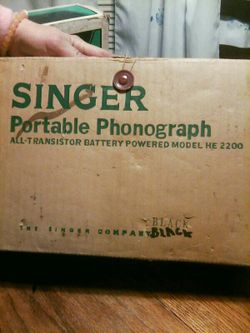 SINGER
Portable Phonograph
ALL-TRANSISTOR BATTERY POWERED MODEL HE 2200
BLACK
THE SINGER COMPANY BLACK